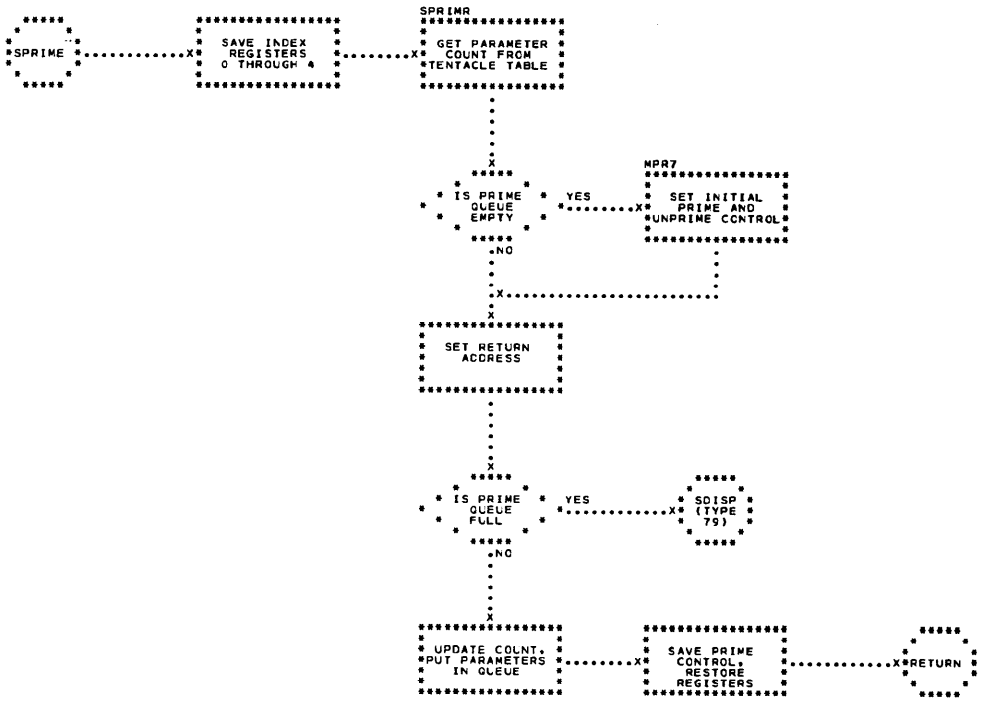 SPRIME
SAVE INDEX
REGISTERS
0 THROUGH 4
SPRIMR
GET PARAMETER
COUNT FROM
TENTACLE TABLE
IS PRIME
QUEUE
EMPTY
YES
MPR7
SET INITIAL
PRIME AND
UNPRIME CONTROL
NO
SET RETURN
ADDRESS
IS PRIME
QUEUE
FULL
YES
SDISP
(TYPE
79)
NO
UPDATE COUNT,
PUT PARAMETERS
IN QUEUE
SAVE PRIME
CONTROL,
RESTORE
REGISTERS
RETURN